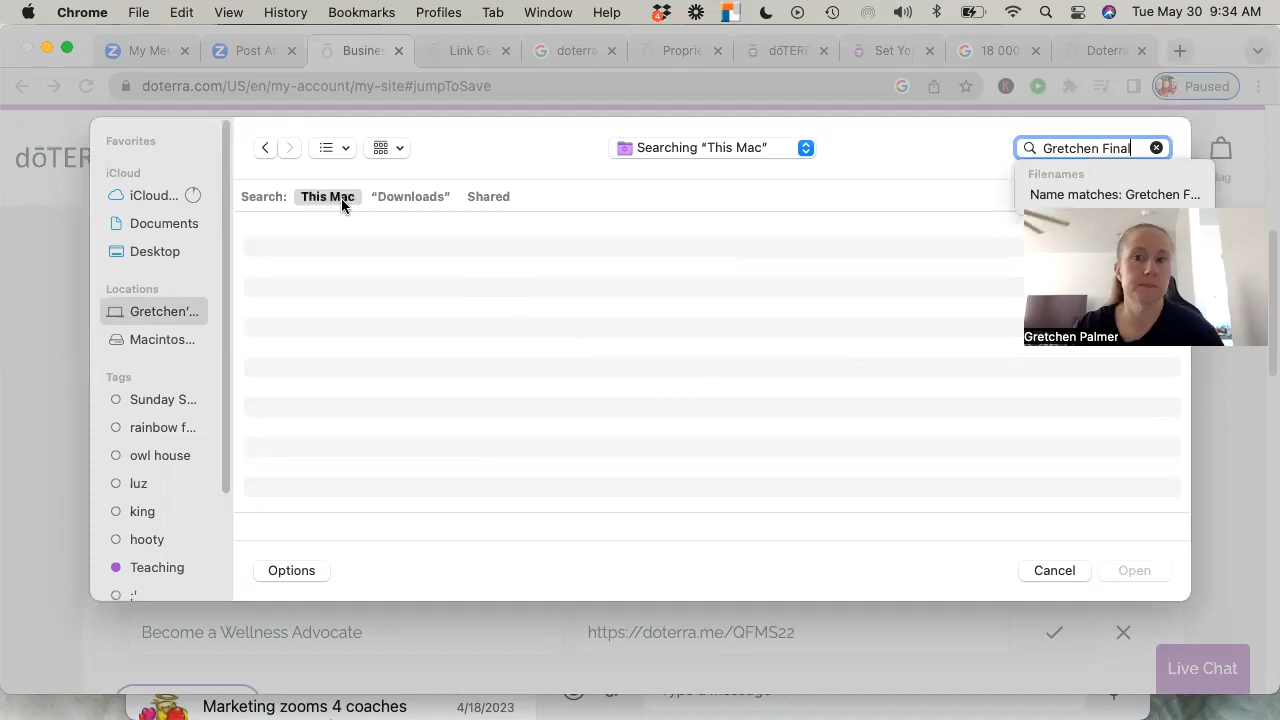 Chrome File Edit View History Bookmarks Profiles Tab Window Help Tue May 30 9:34 AM
My Me Post At Busine Link Ge doterra Proprie dōTERF Set Yo 18 000 Doterra
doterra.com/US/en/my-account/my-site#jumpToSave Paused
dōTER
Favorites
iCloud
iCloud...
Documents
Desktop
Locations
Gretchen'...
Macintos...
Tags
Sunday S...
rainbow f...
owl house
luz
king
hooty
Teaching
;'
Searching “This Mac”
Gretchen Final
Filenames
Name matches: Gretchen F...
Search: This Mac “Downloads” Shared
Gretchen Palmer
Options Cancel Open
Become a Wellness Advocate https://doterra.me/QFMS22
Live Chat
Marketing zooms 4 coaches 4/18/2023